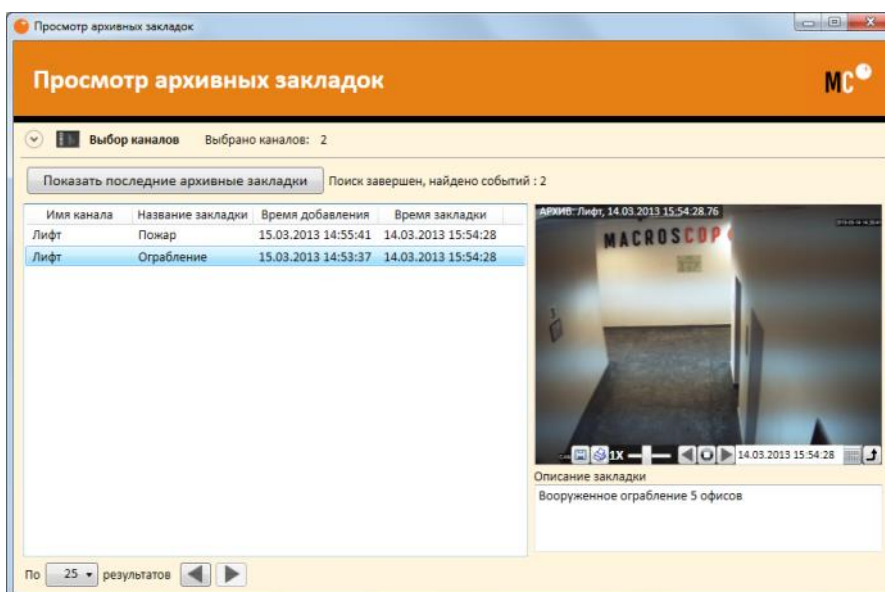 Просмотр архивных закладок
Просмотр архивных закладок
MC
Выбор каналов Выбрано каналов: 2
Показать последние архивные закладки Поиск завершен, найдено событий : 2
Имя канала Название закладки Время добавления Время закладки
Лифт Пожар 15.03.2013 14:55:41 14.03.2013 15:54:28
Лифт Ограбление 15.03.2013 14:53:37 14.03.2013 15:54:28
АРХИВ: Лифт, 14.03.2013 15:54:28.76
MACROSCOP
1X 14.03.2013 15:54:28
Описание закладки
Вооруженное ограбление 5 офисов
По 25 результатов